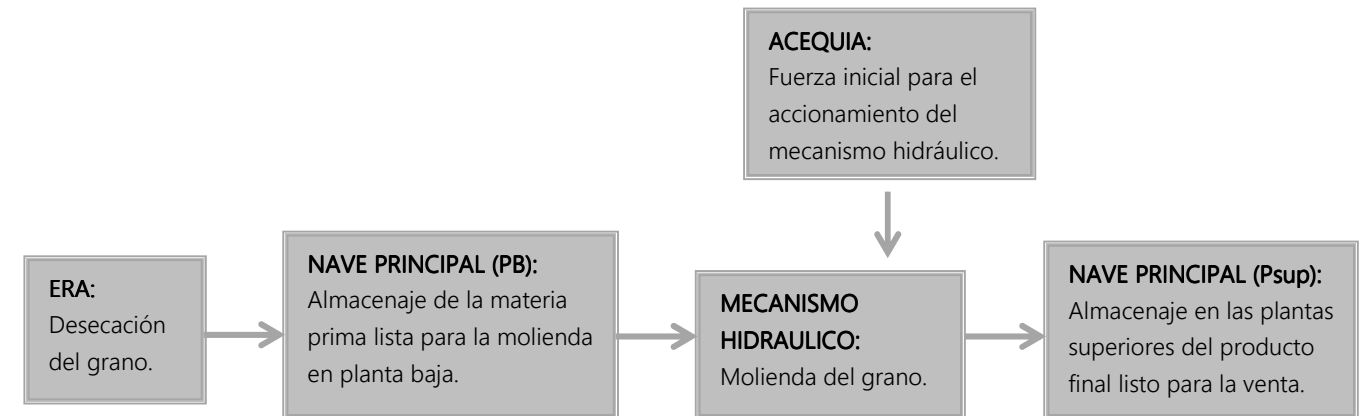 ACEQUIA:
Fuerza inicial para el
accionamiento del
mecanismo hidráulico.
ERA:
Desecación
del grano.
NAVE PRINCIPAL (PB):
Almacenaje de la materia
prima lista para la molienda
en planta baja.
MECANISMO
HIDRAULICO:
Molienda del grano.
NAVE PRINCIPAL (Psup):
Almacenaje en las plantas
superiores del producto
final listo para la venta.